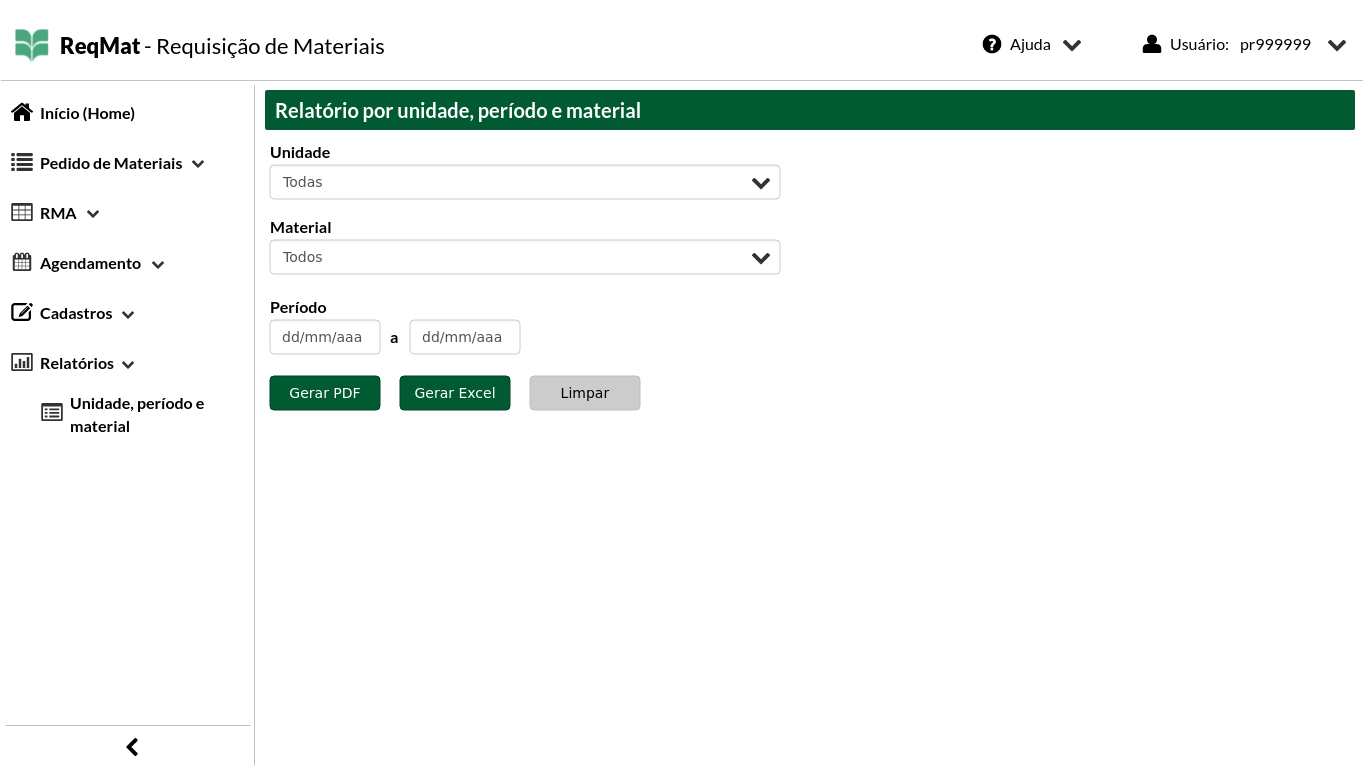 ReqMat - Requisição de Materiais
Ajuda
Usuário: pr999999
Início (Home)
Pedido de Materiais
RMA
Agendamento
Cadastros
Relatórios
Unidade, período e
material
Relatório por unidade, período e material
Unidade
Todas
Material
Todos
Período
dd/mm/aaa a dd/mm/aaa
Gerar PDF Gerar Excel Limpar